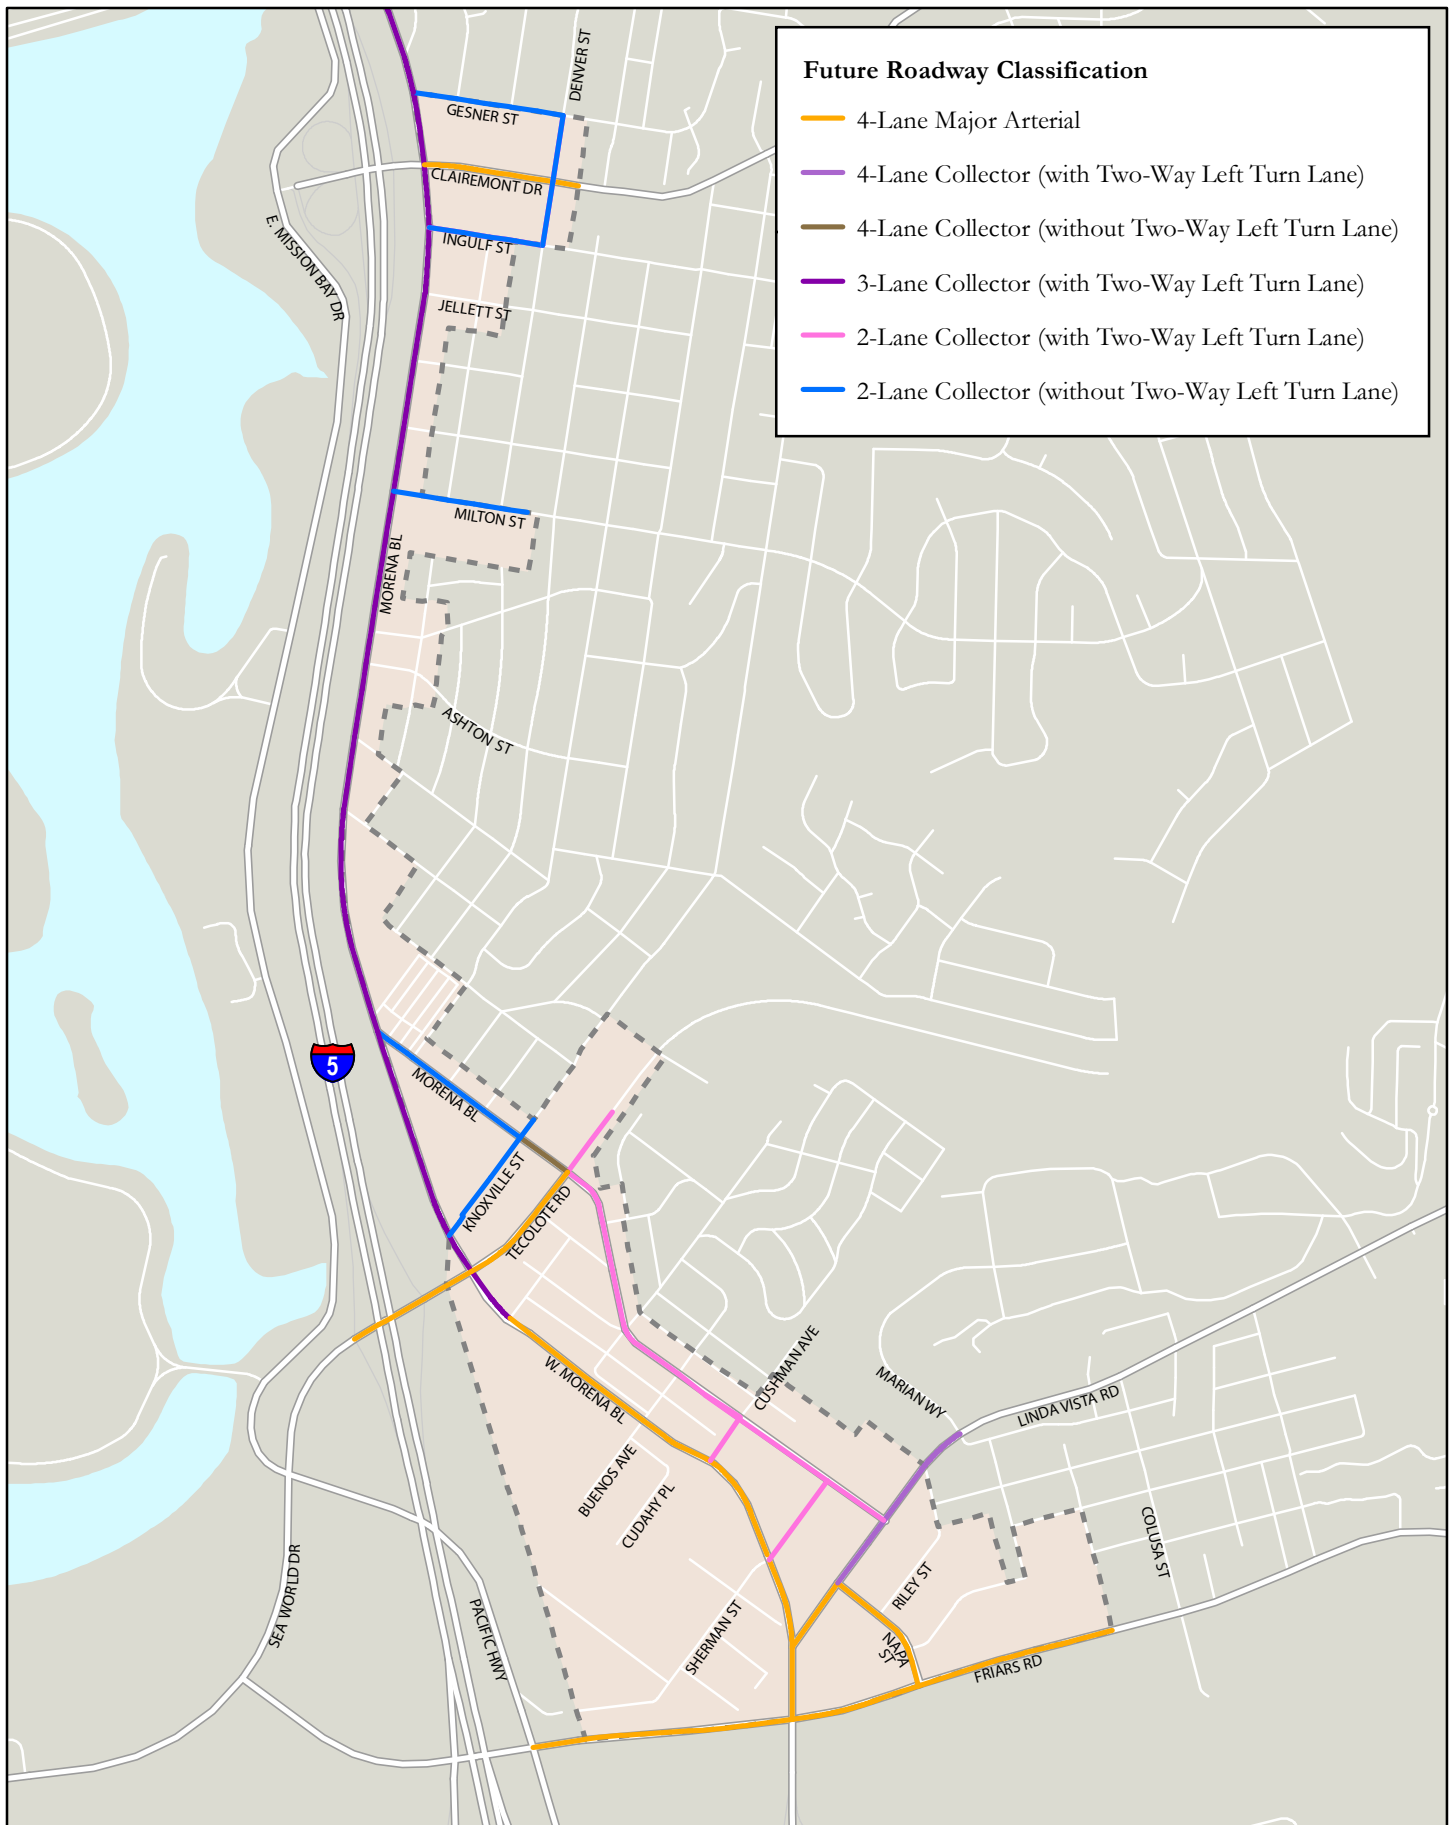 Future Roadway Classification
4-Lane Major Arterial
4-Lane Collector (with Two-Way Left Turn Lane)
4-Lane Collector (without Two-Way Left Turn Lane)
3-Lane Collector (with Two-Way Left Turn Lane)
2-Lane Collector (with Two-Way Left Turn Lane)
2-Lane Collector (without Two-Way Left Turn Lane)
DENVER ST
GESNER ST
CLAIREMONT DR
INGULF ST
E. MISSION BAY DR
JELLETT ST
MILTON ST
MORENA BL
ASHTON ST
5
MORENA BL
KNOXVILLE ST
TECOLOTE RD
W. MORENA BL
CUSHMAN AVE
MARIAN WY
LINDA VISTA RD
BUENOS AVE
CUDAHY PL
COLUSA ST
RILEY ST
SEA WORLD DR
PACIFIC HWY
SHERMAN ST
NAPA
ST
FRIARS RD